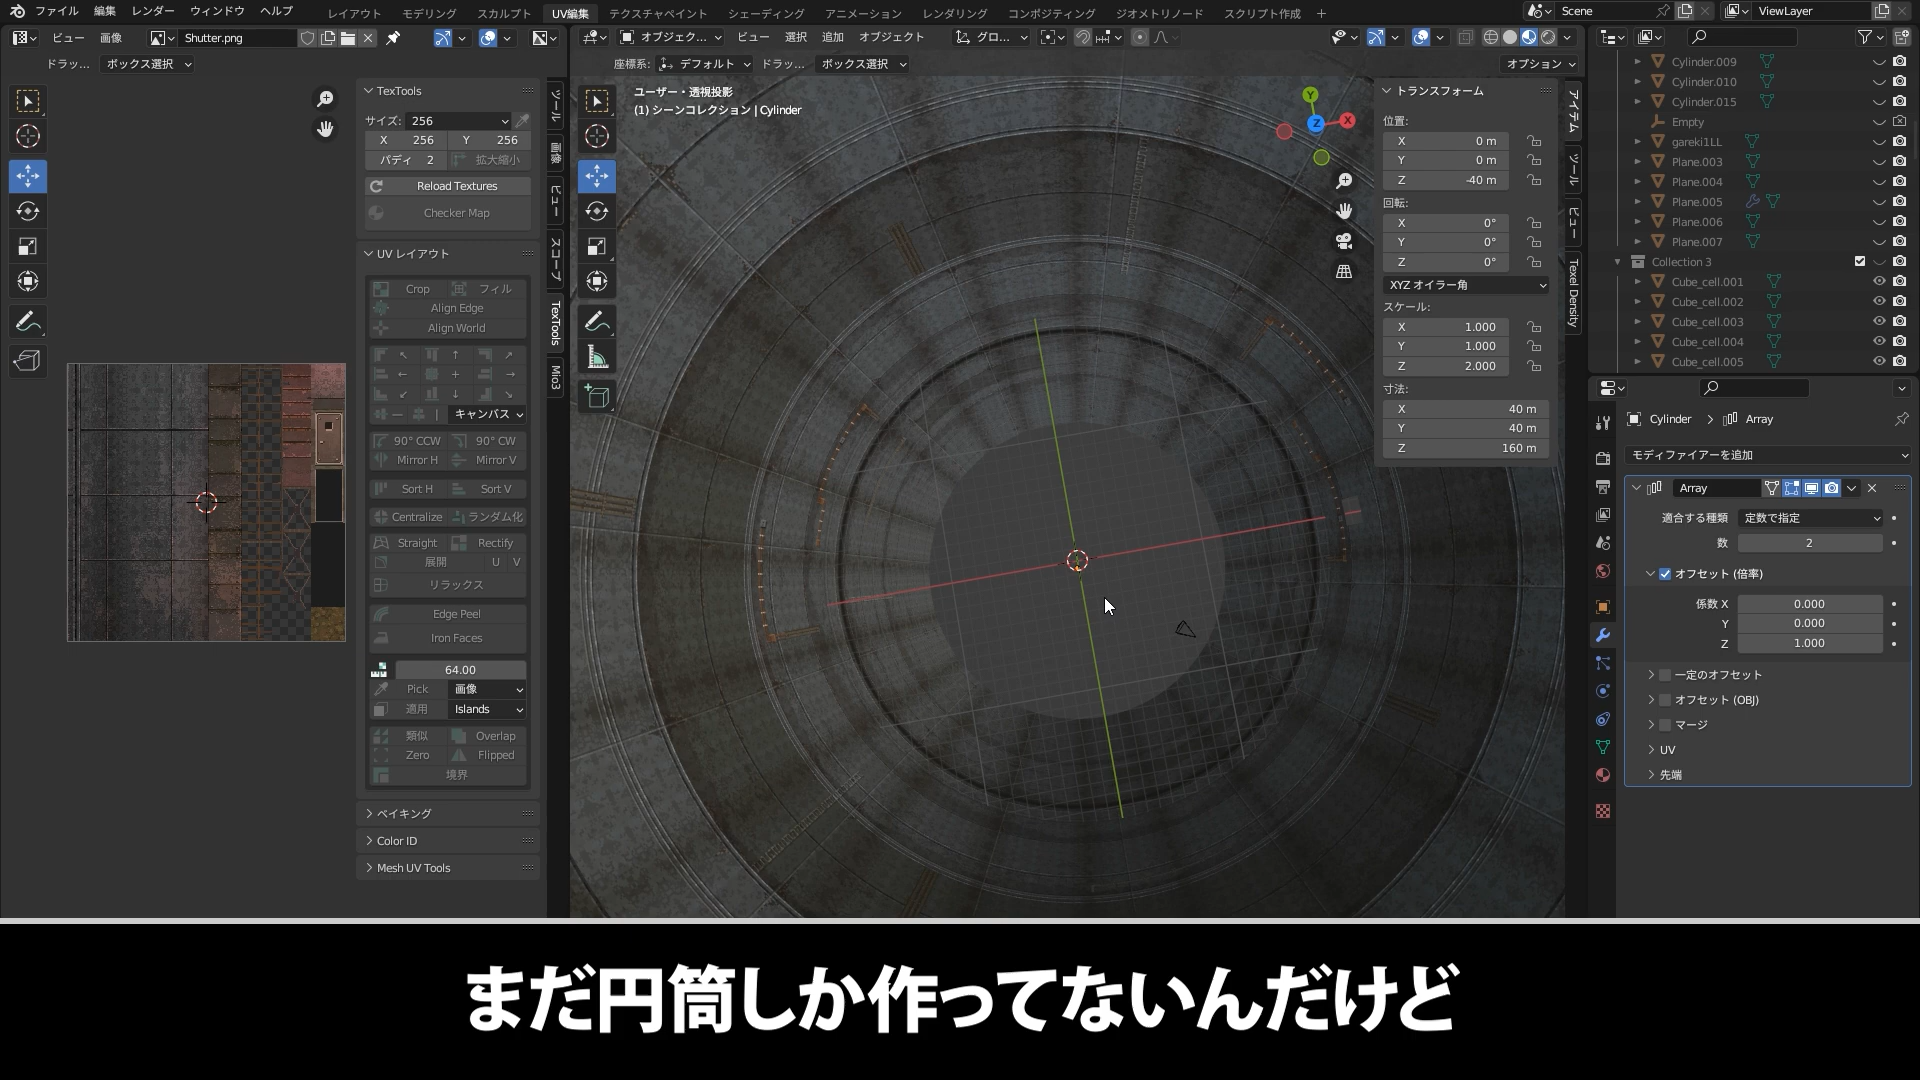 ファイル 編集 レンダー ウィンドウ ヘルプ
レイアウト モデリング スカルプト UV編集 テクスチャペイント シェーディング アニメーション レンダリング コンポジティング ジオメトリノード スクリプト作成 +
Scene
ViewLayer
ビュー 画像
Shutter.png
ドラッ... ボックス選択
オブジェク... ビュー 選択 追加 オブジェクト
グロ...
座標系: デフォルト ドラッ... ボックス選択
オプション
ユーザー・透視投影
(1) シーンコレクション | Cylinder
Y
X
Z
TexTools
サイズ: 256
X 256 Y 256
パディ 2 拡大縮小
Reload Textures
Checker Map
UV レイアウト
Crop フィル
Align Edge
Align World
キャンバス
90° CCW 90° CW
Mirror H Mirror V
Sort H Sort V
Centralize ランダム化
Straight Rectify
展開 U V
リラックス
Edge Peel
Iron Faces
64.00
Pick 画像
適用 Islands
類似 Overlap
Zero Flipped
境界
ベイキング
Color ID
Mesh UV Tools
ツール
画像
ビュー
スコープ
TexTools
Mio3
トランスフォーム
位置:
X 0 m
Y 0 m
Z -40 m
回転:
X 0°
Y 0°
Z 0°
XYZ オイラー角
スケール:
X 1.000
Y 1.000
Z 2.000
寸法:
X 40 m
Y 40 m
Z 160 m
アイテム
ツール
ビュー
Texel Density
Cylinder.009
Cylinder.010
Cylinder.015
Empty
gareki1LL
Plane.003
Plane.004
Plane.005
Plane.006
Plane.007
Collection 3
Cube_cell.001
Cube_cell.002
Cube_cell.003
Cube_cell.004
Cube_cell.005
Cylinder Array
モディファイアーを追加
Array
適合する種類 定数で指定
数 2
オフセット (倍率)
係数 X 0.000
Y 0.000
Z 1.000
一定のオフセット
オフセット (OBJ)
マージ
UV
先端
まだ円筒しか作ってないんだけど